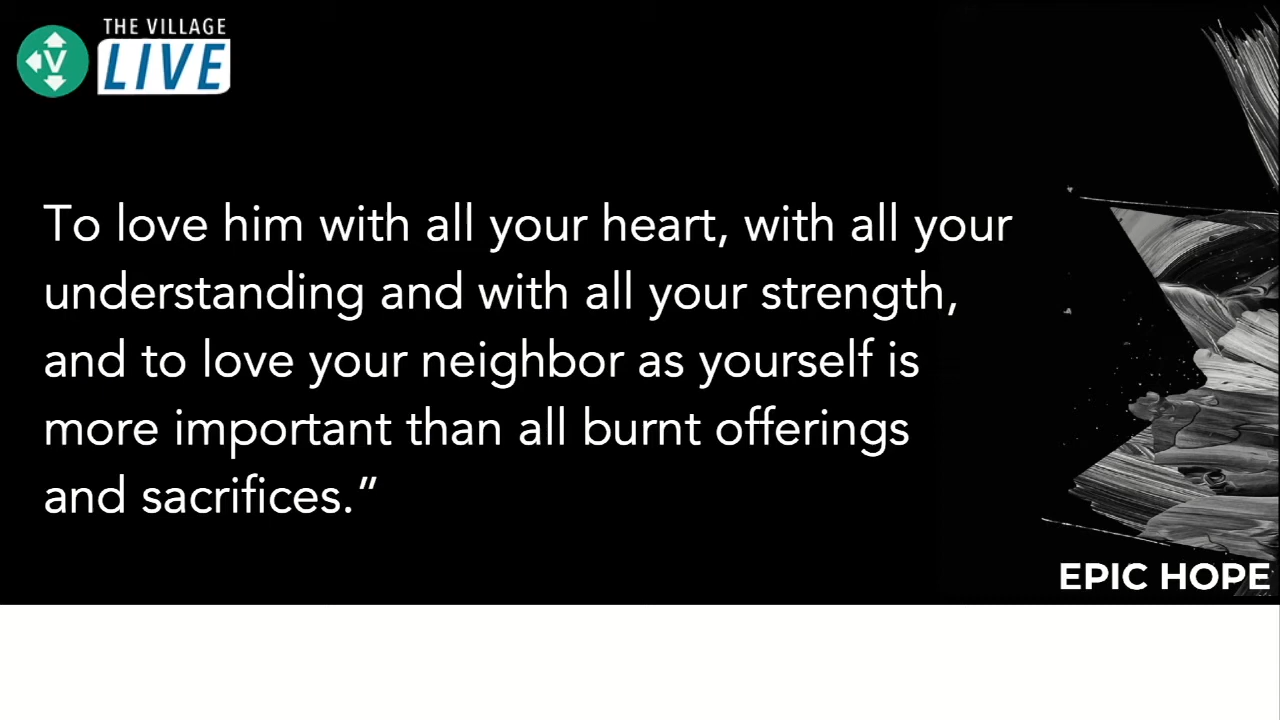 THE VILLAGE
V LIVE
To love him with all your heart, with all your
understanding and with all your strength,
and to love your neighbor as yourself is
more important than all burnt offerings
and sacrifices.”
EPIC HOPE